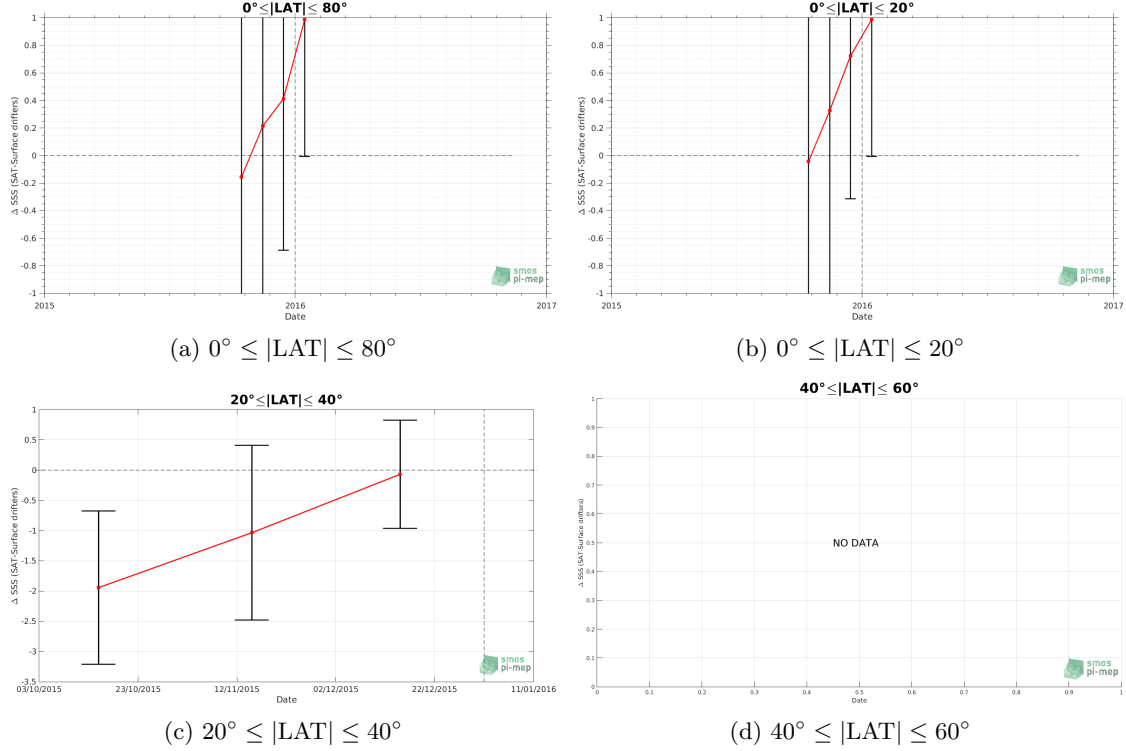 0°≤|LAT|≤ 80°
Δ SSS (SAT-Surface drifters)
1
0.8
0.6
0.4
0.2
0
-0.2
-0.4
-0.6
-0.8
-1
smos
pi-mep
2015
2016
2017
Date
(a) 0° ≤ |LAT| ≤ 80°
0°≤|LAT|≤ 20°
Δ SSS (SAT-Surface drifters)
1
0.8
0.6
0.4
0.2
0
-0.2
-0.4
-0.6
-0.8
-1
smos
pi-mep
2015
2016
2017
Date
(b) 0° ≤ |LAT| ≤ 20°
20°≤|LAT|≤ 40°
Δ SSS (SAT-Surface drifters)
1
0.5
0
-0.5
-1
-1.5
-2
-2.5
-3
-3.5
smos
pi-mep
03/10/2015
23/10/2015
12/11/2015
02/12/2015
22/12/2015
11/01/2016
Date
(c) 20° ≤ |LAT| ≤ 40°
40°≤|LAT|≤ 60°
Δ SSS (SAT-Surface drifters)
1
0.9
0.8
0.7
0.6
0.5
0.4
0.3
0.2
0.1
0
NO DATA
smos
pi-mep
0
0.1
0.2
0.3
0.4
0.5
0.6
0.7
0.8
0.9
1
Date
(d) 40° ≤ |LAT| ≤ 60°